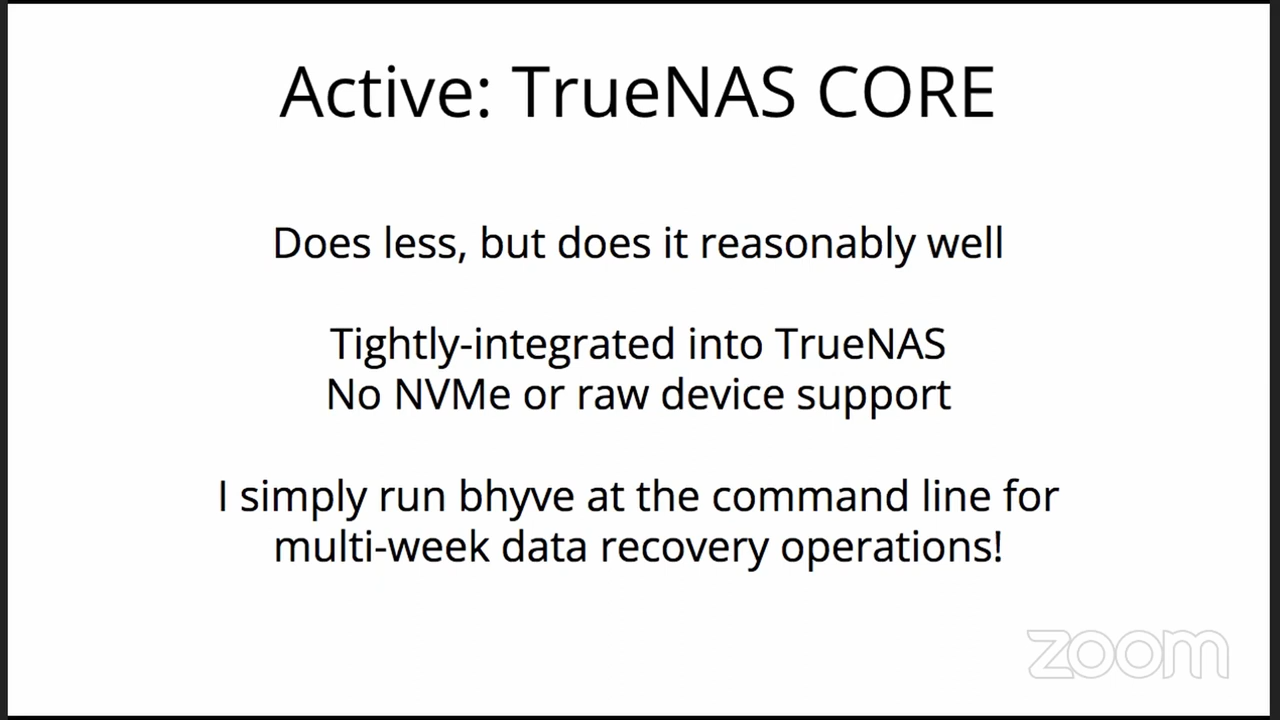 Active: TrueNAS CORE
Does less, but does it reasonably well
Tightly-integrated into TrueNAS
No NVMe or raw device support
I simply run bhyve at the command line for
multi-week data recovery operations!
zoom